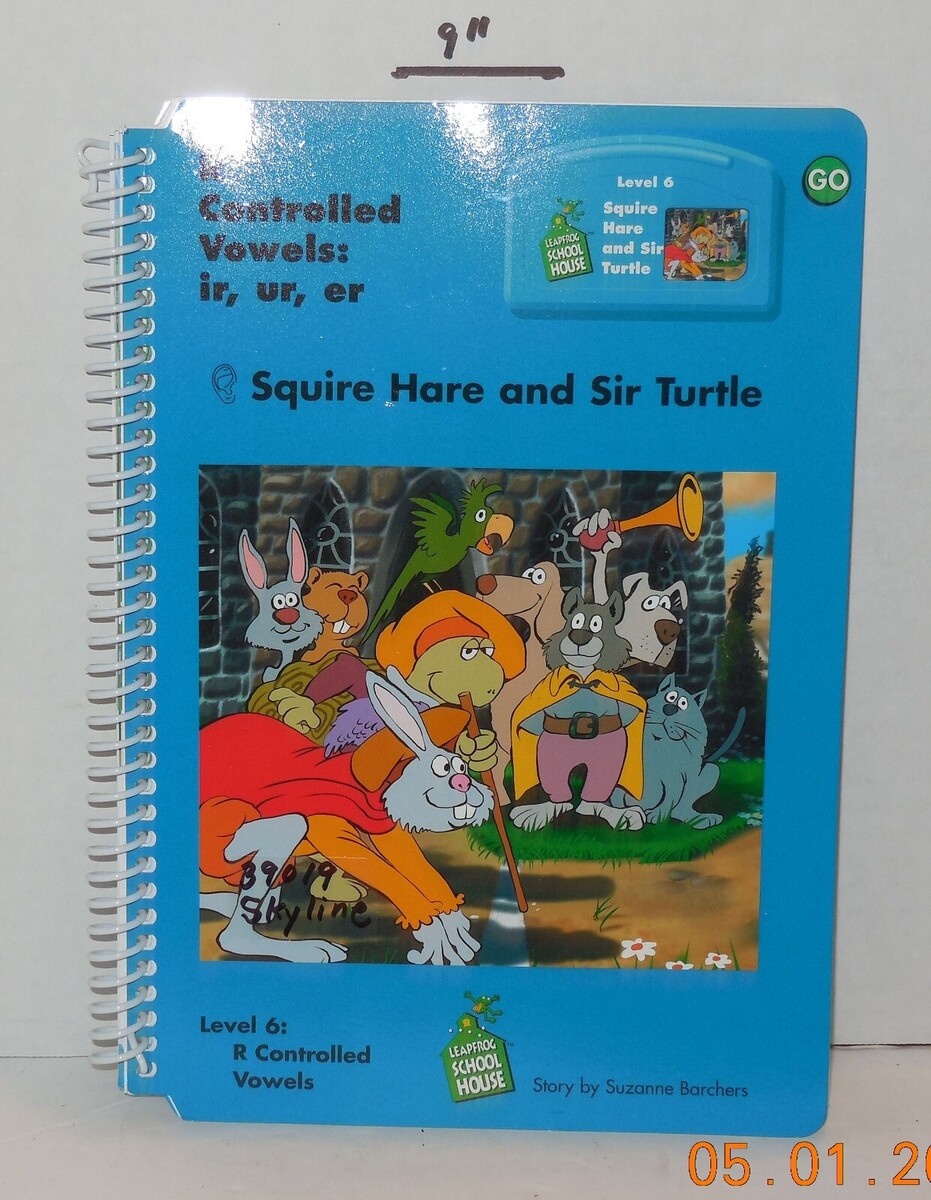 9"
R
Controlled
Vowels:
ir, ur, er
GO
Level 6
Squire
Hare
and Sir
Turtle
LEAPFROG
SCHOOL
HOUSE
™
Squire Hare and Sir Turtle
39019
Skyline
Level 6:
R Controlled
Vowels
LEAPFROG
SCHOOL
HOUSE
™
Story by Suzanne Barchers
05.01.20